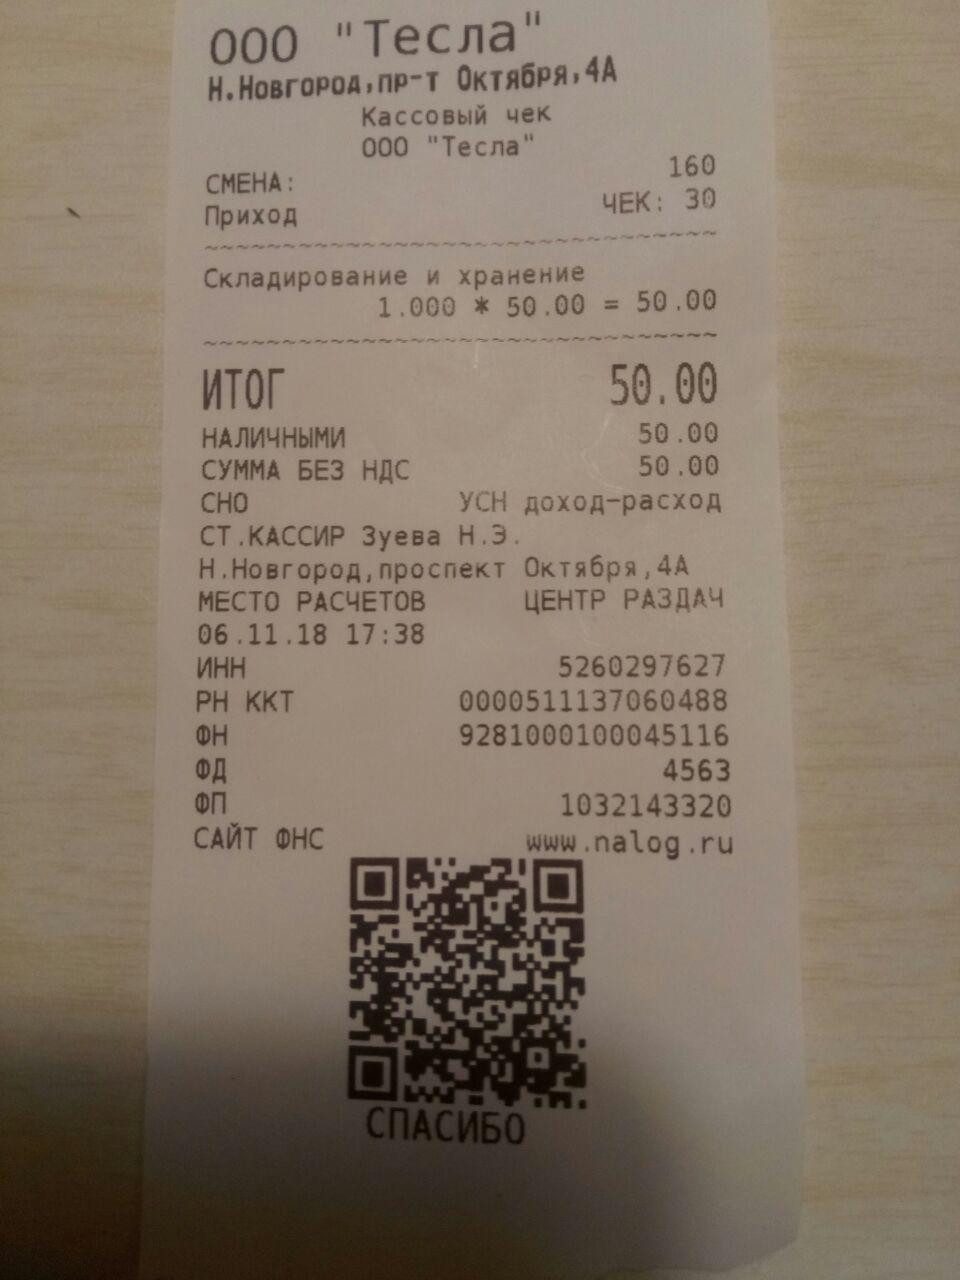 ООО "Тесла"
Н.Новгород,пр-т Октября,4А
Кассовый чек
ООО "Тесла"
СМЕНА: 160
Приход ЧЕК: 30
~~~~~~~~~~~~~~~~~~~~~~~~~~~~~~~~
Складирование и хранение
1.000 * 50.00 = 50.00
~~~~~~~~~~~~~~~~~~~~~~~~~~~~~~~~
ИТОГ 50.00
НАЛИЧНЫМИ 50.00
СУММА БЕЗ НДС 50.00
СНО УСН доход-расход
СТ.КАССИР Зуева Н.Э.
Н.Новгород,проспект Октября,4А
МЕСТО РАСЧЕТОВ ЦЕНТР РАЗДАЧ
06.11.18 17:38
ИНН 5260297627
РН ККТ 0000511137060488
ФН 9281000100045116
ФД 4563
ФП 1032143320
САЙТ ФНС www.nalog.ru
СПАСИБО